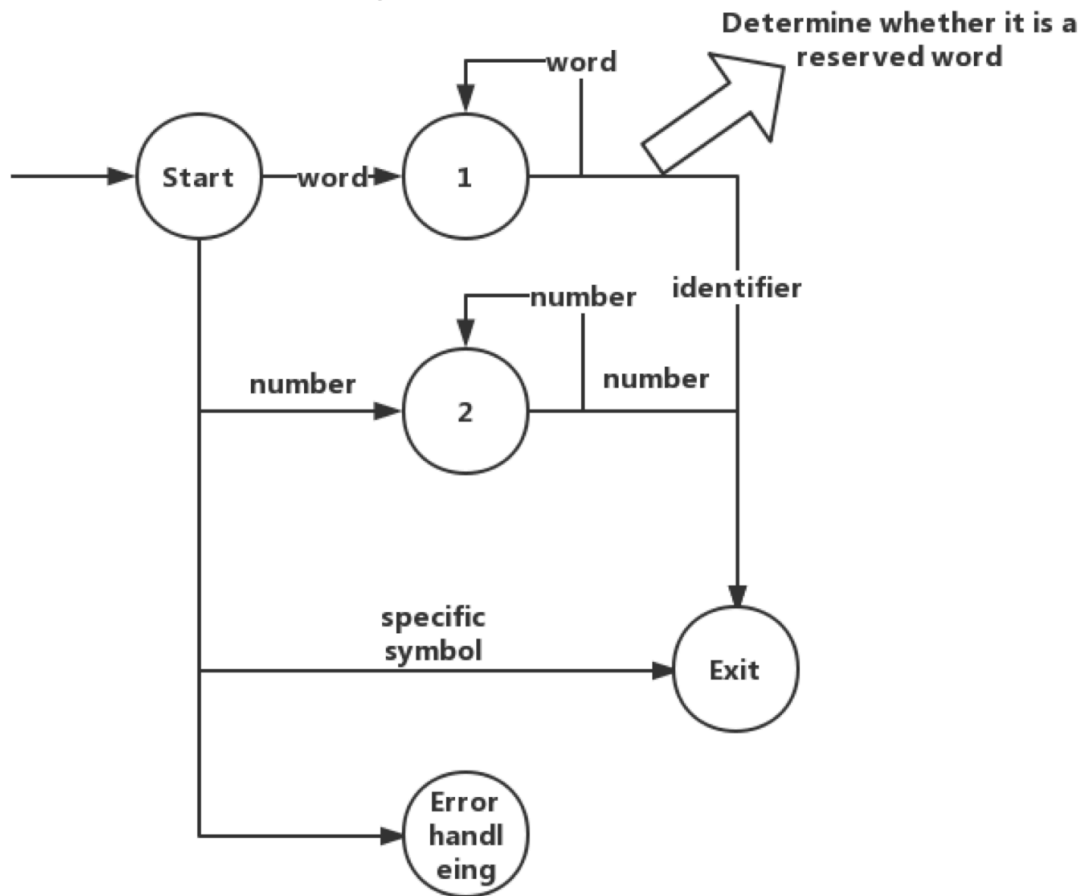 Determine whether it is a
reserved word
word
Start
word
1
number
identifier
number
number
2
specific
symbol
Exit
Error
handl
eing